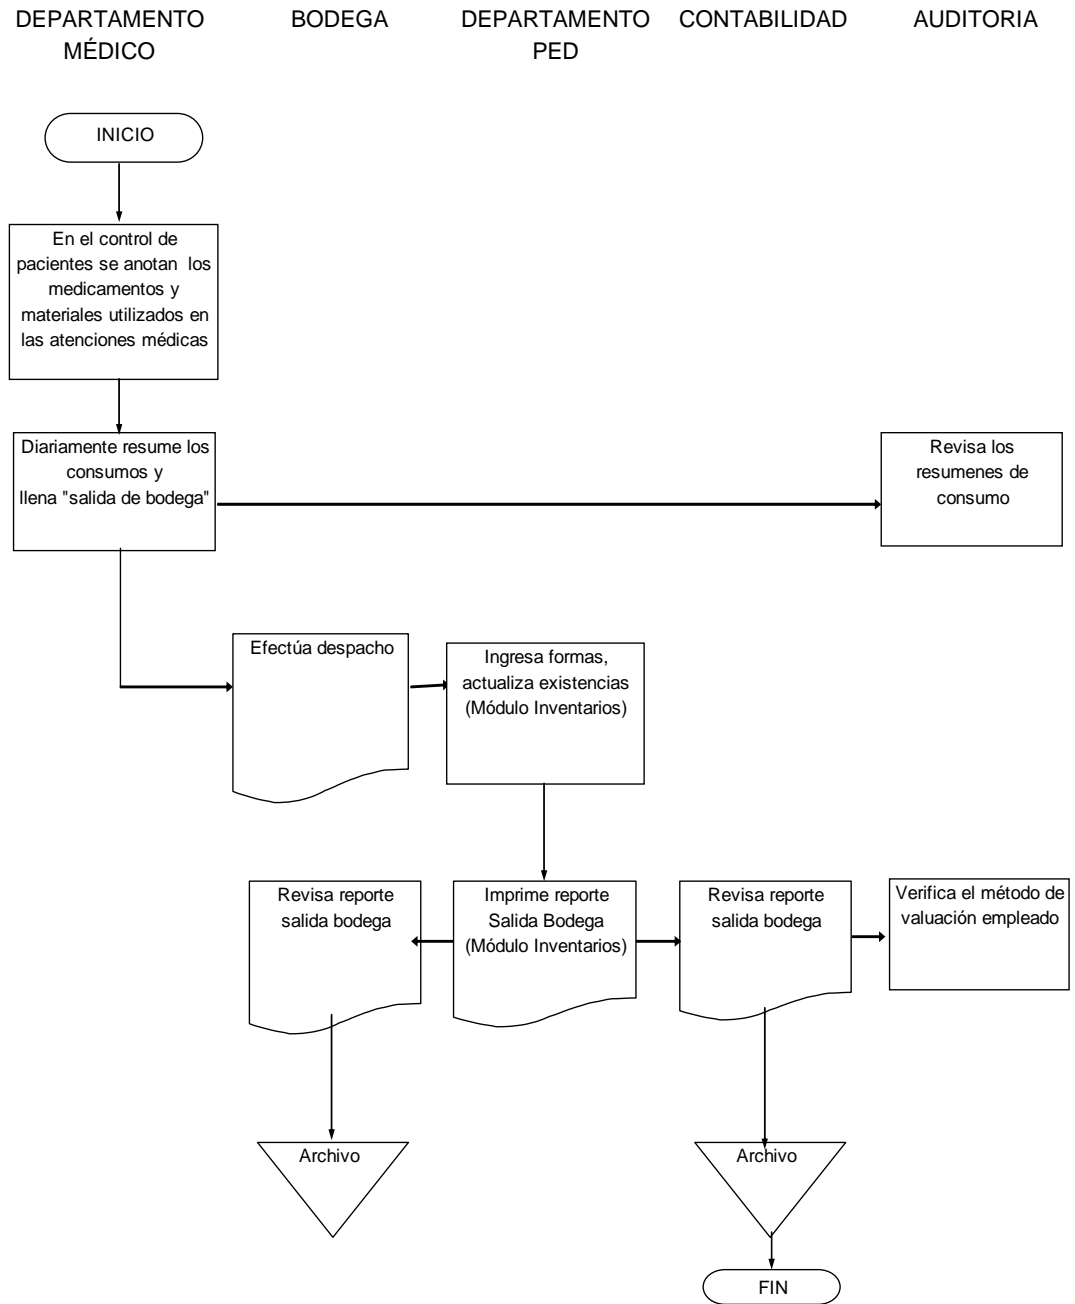 DEPARTAMENTO
MÉDICO
BODEGA
DEPARTAMENTO
PED
CONTABILIDAD
AUDITORIA
INICIO
En el control de
pacientes se anotan los
medicamentos y
materiales utilizados en
las atenciones médicas
Diariamente resume los
consumos y
llena "salida de bodega"
Revisa los
resumenes de
consumo
Efectúa despacho
Ingresa formas,
actualiza existencias
(Módulo Inventarios)
Revisa reporte
salida bodega
Imprime reporte
Salida Bodega
(Módulo Inventarios)
Revisa reporte
salida bodega
Verifica el método de
valuación empleado
Archivo
Archivo
FIN